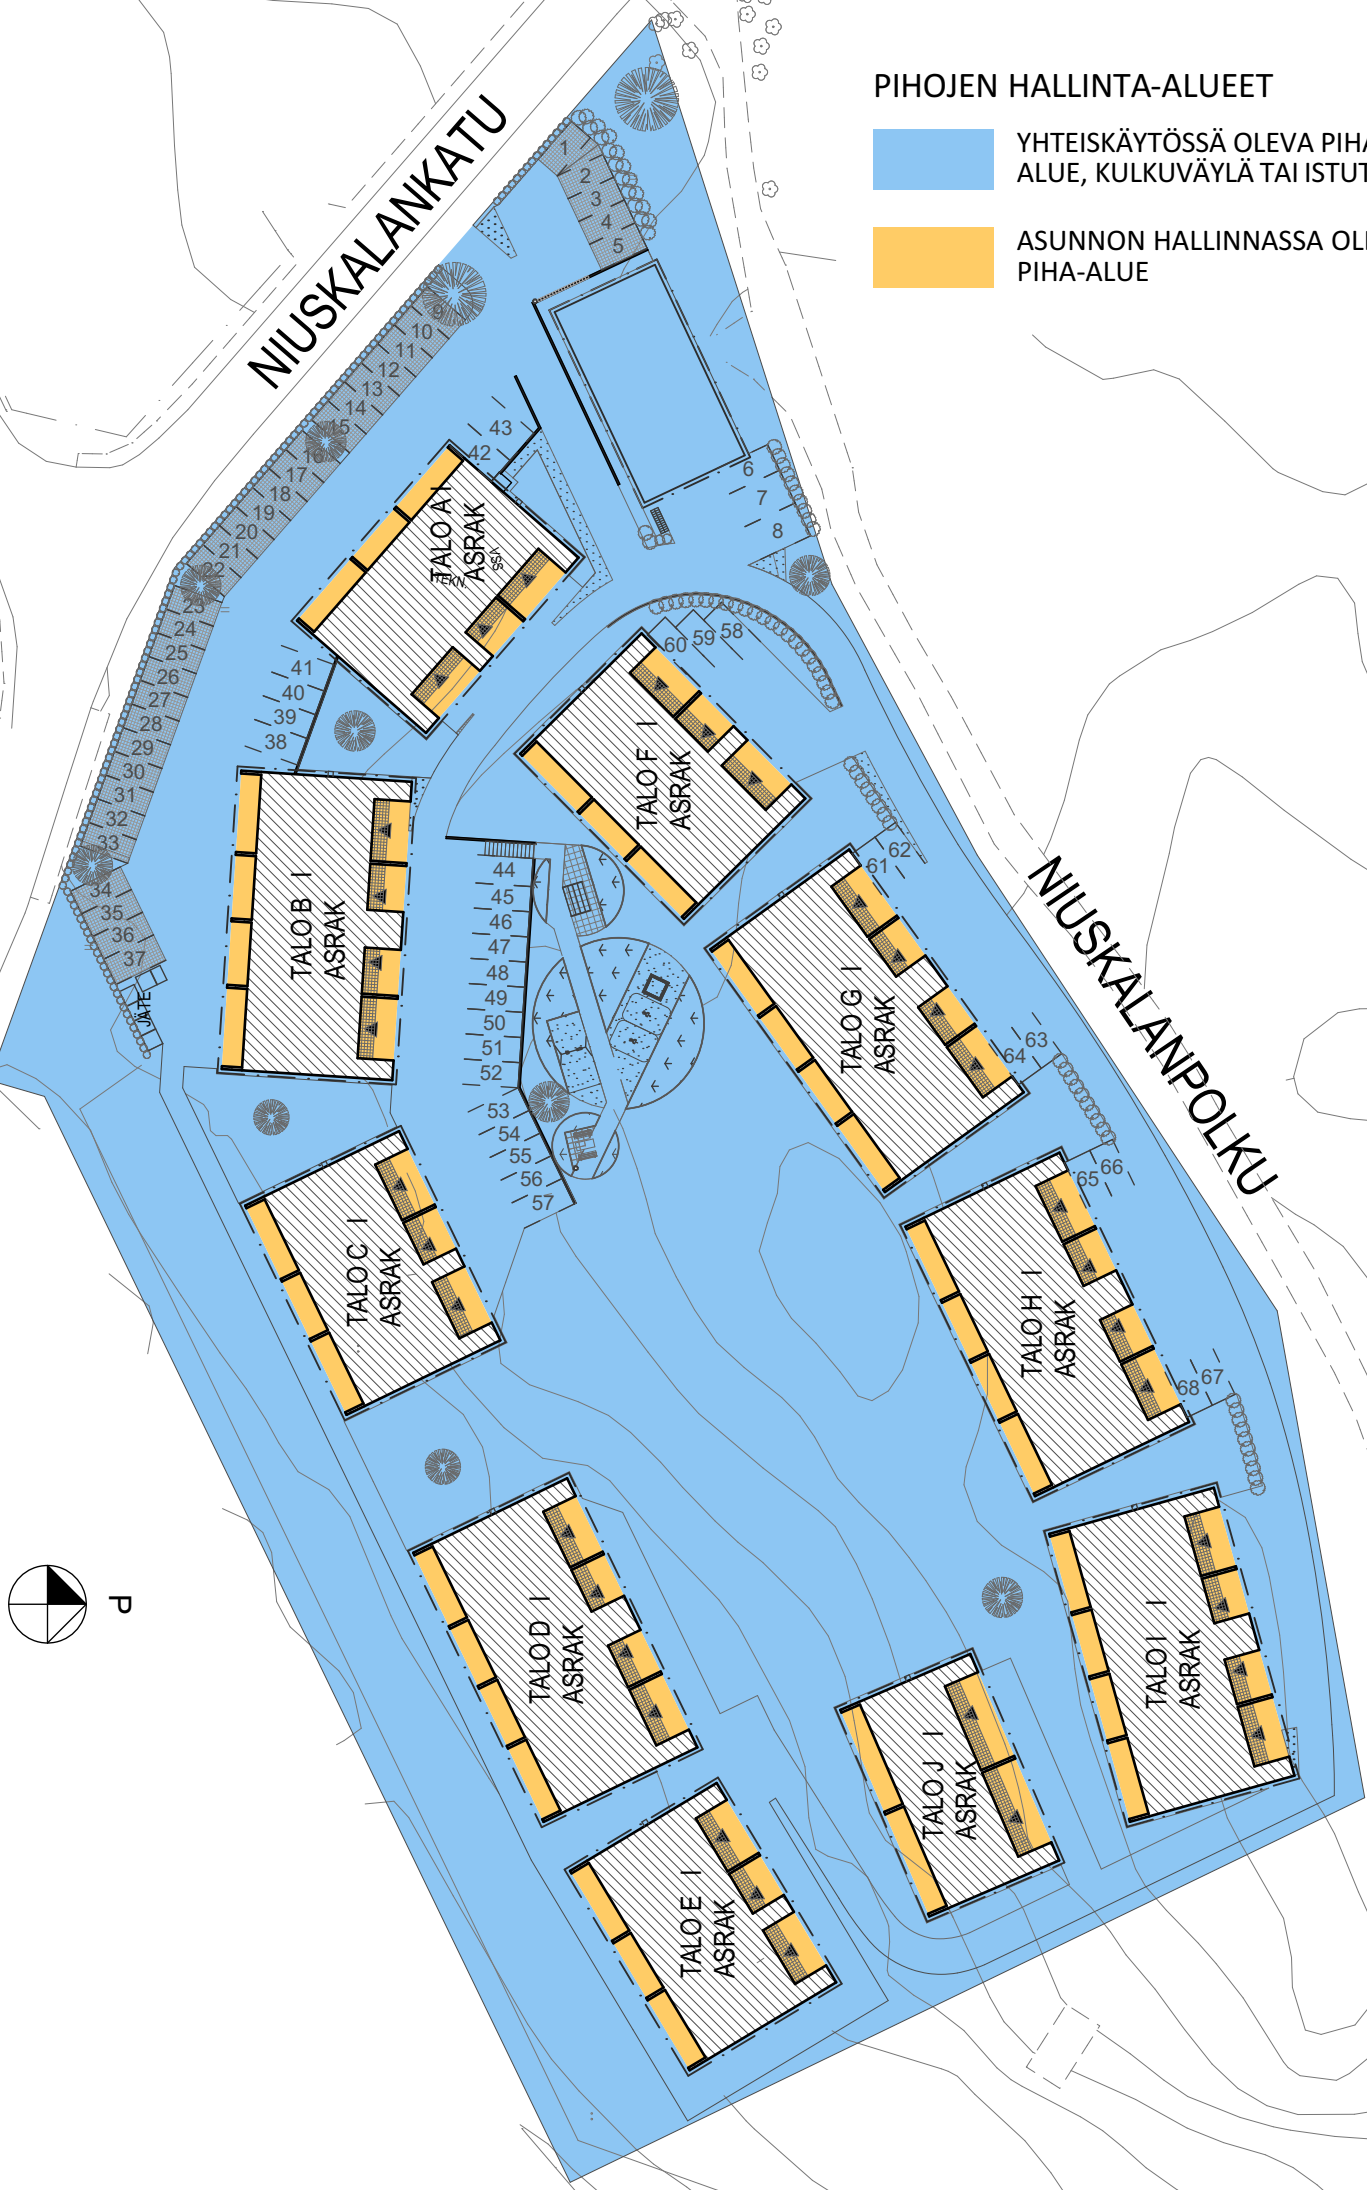 PIHOJEN HALLINTA-ALUEET
YHTEISKÄYTÖSSÄ OLEVA PIHA
ALUE, KULKUVÄYLÄ TAI ISTUT
ASUNNON HALLINNASSA OLE
PIHA-ALUE
NIUSKALANKATU
NIUSKALANPOLKU
1
2
3
4
5
6
7
8
9
10
11
12
13
14
15
16
17
18
19
20
21
22
23
24
25
26
27
28
29
30
31
32
33
34
35
36
37
JÄTE
38
39
40
41
42
43
44
45
46
47
48
49
50
51
52
53
54
55
56
57
58
59
60
61
62
63
64
65
66
67
68
TALO A I
ASRAK
TEKN.
VSS
TALO B I
ASRAK
TALO C I
ASRAK
TALO D I
ASRAK
TALO E I
ASRAK
TALO F I
ASRAK
TALO G I
ASRAK
TALO H I
ASRAK
TALO I I
ASRAK
TALO J I
ASRAK
P